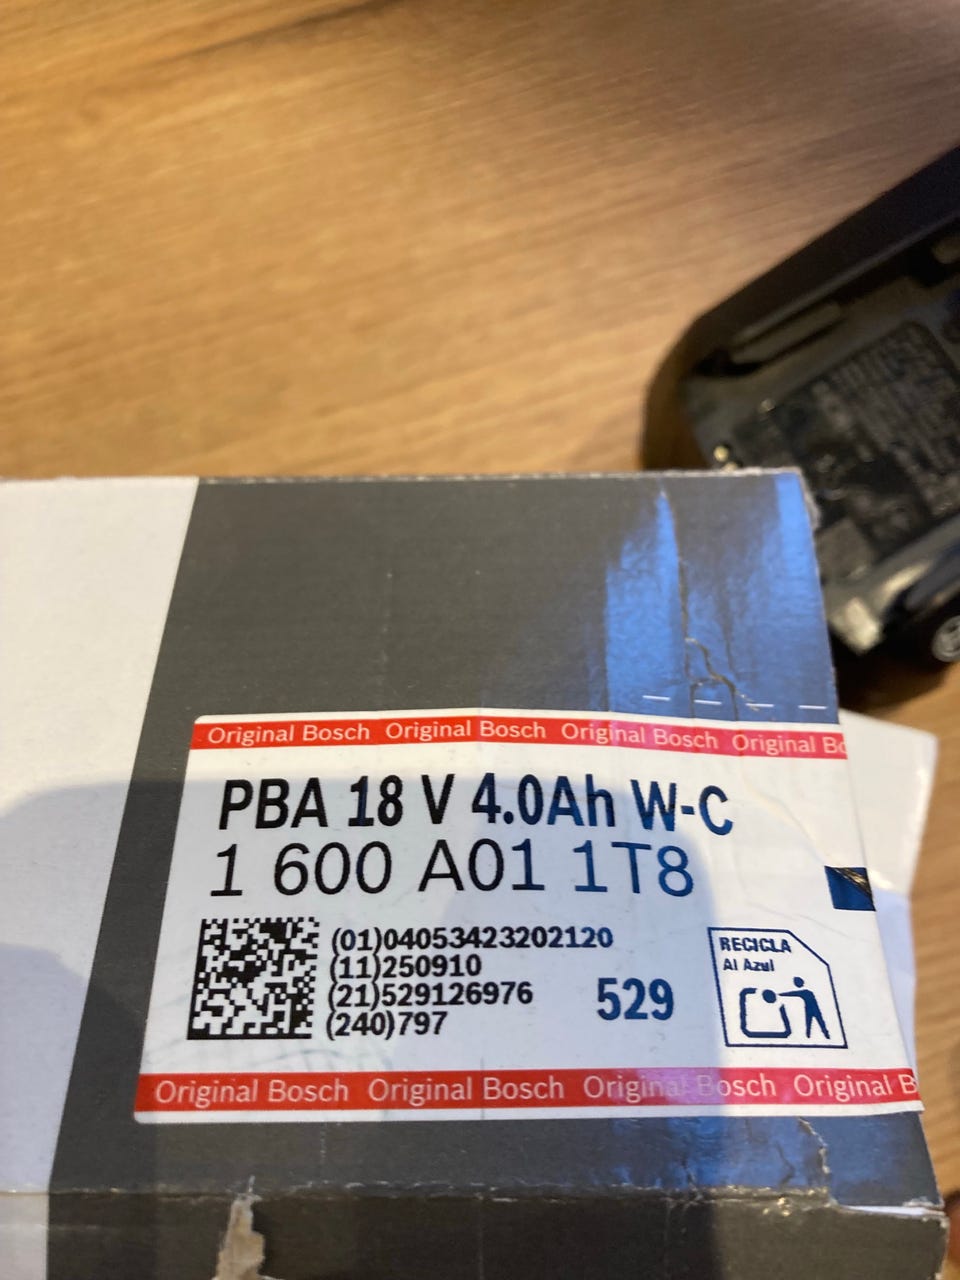 Original Bosch Original Bosch Original Bosch Original
PBA 18 V 4.0Ah W-C
1 600 A01 1T8
(01)04053423202120
(11)250910
(21)529126976
(240)797
529
RECICLA
Al Azul
Original Bosch Original Bosch Original Bosch Original